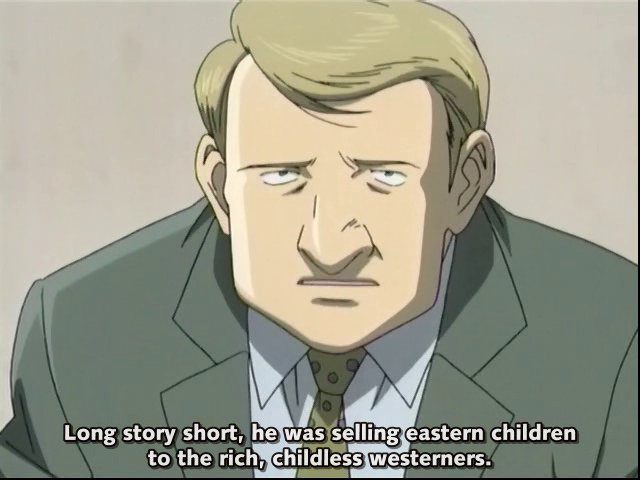 Long story short, he was selling eastern children
to the rich, childless westerners.